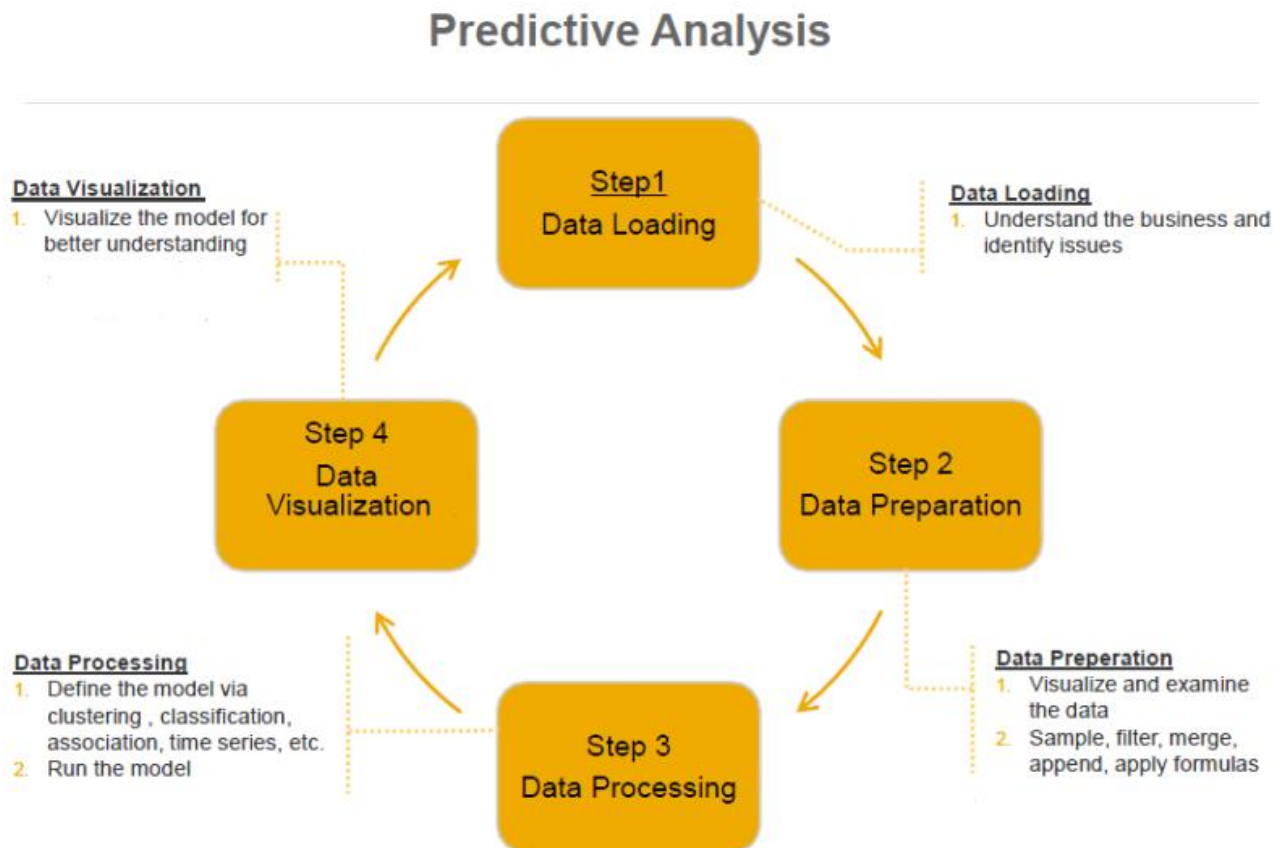 Predictive Analysis
Step1
Data Loading
Data Loading
1. Understand the business and
identify issues
Step 2
Data Preparation
Data Preperation
1. Visualize and examine
the data
2. Sample, filter, merge,
append, apply formulas
Step 3
Data Processing
Data Processing
1. Define the model via
clustering , classification,
association, time series, etc.
2. Run the model
Step 4
Data
Visualization
Data Visualization
1. Visualize the model for
better understanding